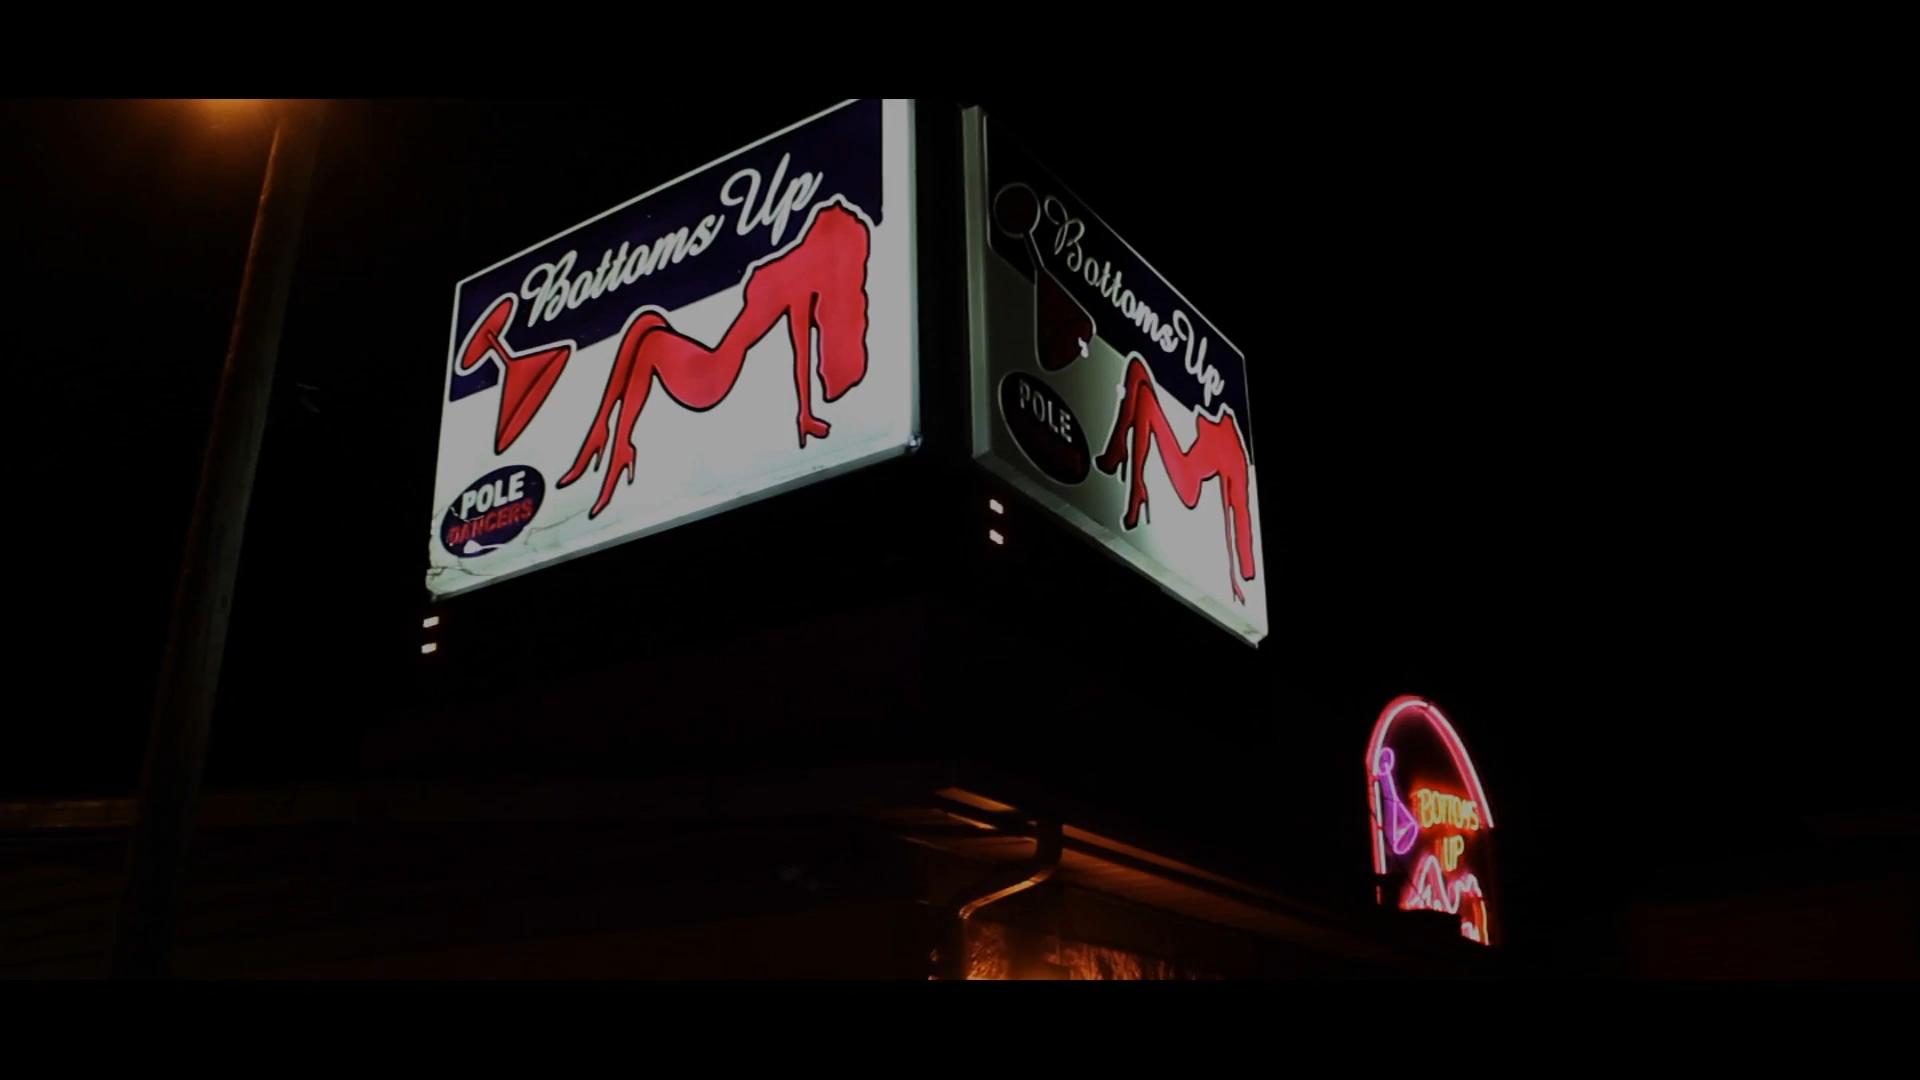 Bottoms Up
POLE
DANCERS
Bottoms Up
POLE
BOTTOMS
UP